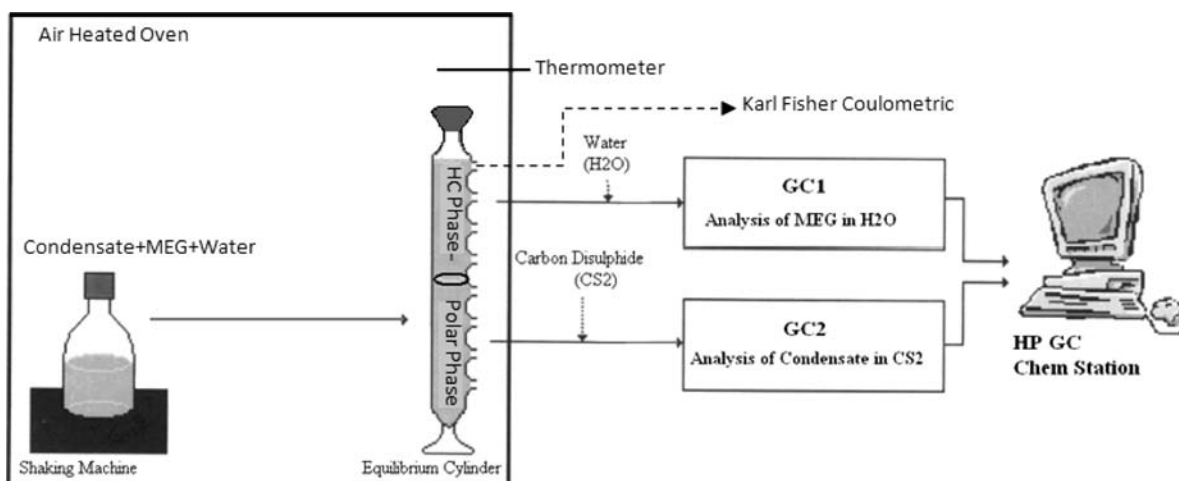 Air Heated Oven
Thermometer
Karl Fisher Coulometric
Water
(H2O)
GC1
Analysis of MEG in H2O
HC Phase-
Condensate+MEG+Water
Carbon Disulphide
(CS2)
Polar Phase
GC2
Analysis of Condensate in CS2
HP GC
Chem Station
Shaking Machine
Equilibrium Cylinder